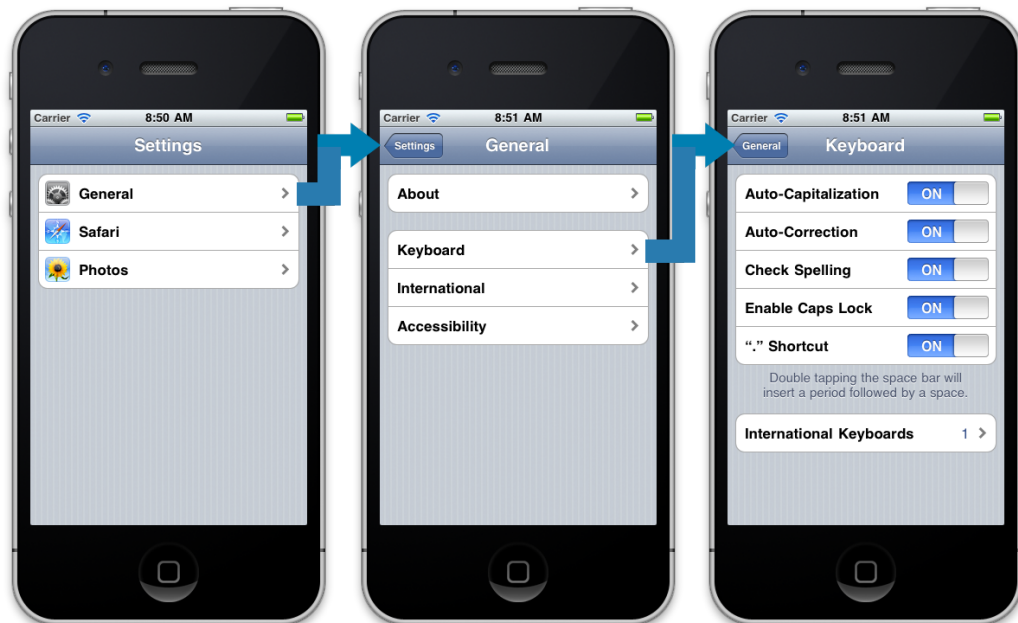 Carrier 8:50 AM
Settings
General
Safari
Photos
Carrier 8:51 AM
Settings General
About
Keyboard
International
Accessibility
Carrier 8:51 AM
General Keyboard
Auto-Capitalization ON
Auto-Correction ON
Check Spelling ON
Enable Caps Lock ON
“.” Shortcut ON
Double tapping the space bar will
insert a period followed by a space.
International Keyboards 1